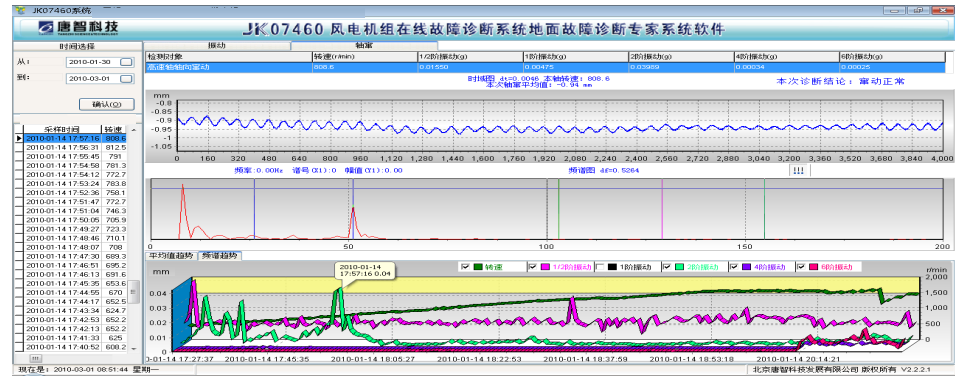 JK07460系统
唐智科技
JK07460 风电机组在线故障诊断系统地面故障诊断专家系统软件
时间选择
从: 2010-01-30
到: 2010-03-01
确认(O)
采样时间 转速
2010-01-14 17:57:16 808.6
2010-01-14 17:56:31 812.5
2010-01-14 17:55:45 791
2010-01-14 17:54:58 781.3
2010-01-14 17:54:12 772.7
2010-01-14 17:53:24 783.8
2010-01-14 17:52:36 758.1
2010-01-14 17:51:47 772.7
2010-01-14 17:51:04 746.3
2010-01-14 17:50:05 705.9
2010-01-14 17:49:27 723.3
2010-01-14 17:48:46 710.1
2010-01-14 17:48:07 708
2010-01-14 17:47:30 689.3
2010-01-14 17:46:51 695.2
2010-01-14 17:46:13 691.6
2010-01-14 17:45:35 653.6
2010-01-14 17:44:55 670
2010-01-14 17:44:17 652.5
2010-01-14 17:43:34 624.7
2010-01-14 17:42:53 652.2
2010-01-14 17:42:13 652.2
2010-01-14 17:41:33 625
2010-01-14 17:40:52 608.2
振动 轴窜
检测对象 转速(r/min) 1/2阶振动(g) 1阶振动(g) 2阶振动(g) 4阶振动(g) 6阶振动(g)
高速轴轴向窜动 808.6 0.01550 0.00475 0.03989 0.00034 0.00025
时域图 dt=0.0046 本轴转速: 808.6
本次轴窜平均值: -0.94 mm
本次诊断结论: 窜动正常
mm
-0.8
-0.85
-0.9
-0.95
-1
-1.05
0 160 320 480 640 800 960 1,120 1,280 1,440 1,600 1,760 1,920 2,080 2,240 2,400 2,560 2,720 2,880 3,040 3,200 3,360 3,520 3,680 3,840 4,000
频率:0.00Hz 谱号(X1):0 幅值(Y1):0.00 频谱图 df=0.5264
0 50 100 150 200
平均值趋势 频谱趋势
2010-01-14
17:57:16 0.04
转速 1/2阶振动 1阶振动 2阶振动 4阶振动 6阶振动
mm
0.04
0.03
0.02
0.01
0
r/min
2,000
1,500
1,000
500
0
0-01-14 17:27:37 2010-01-14 17:45:35 2010-01-14 18:05:27 2010-01-14 18:22:53 2010-01-14 18:37:59 2010-01-14 18:53:18 2010-01-14 20:14:21
现在是: 2010-03-01 08:51:44 星期一
北京唐智科技发展有限公司 版权所有 V2.2.2.1